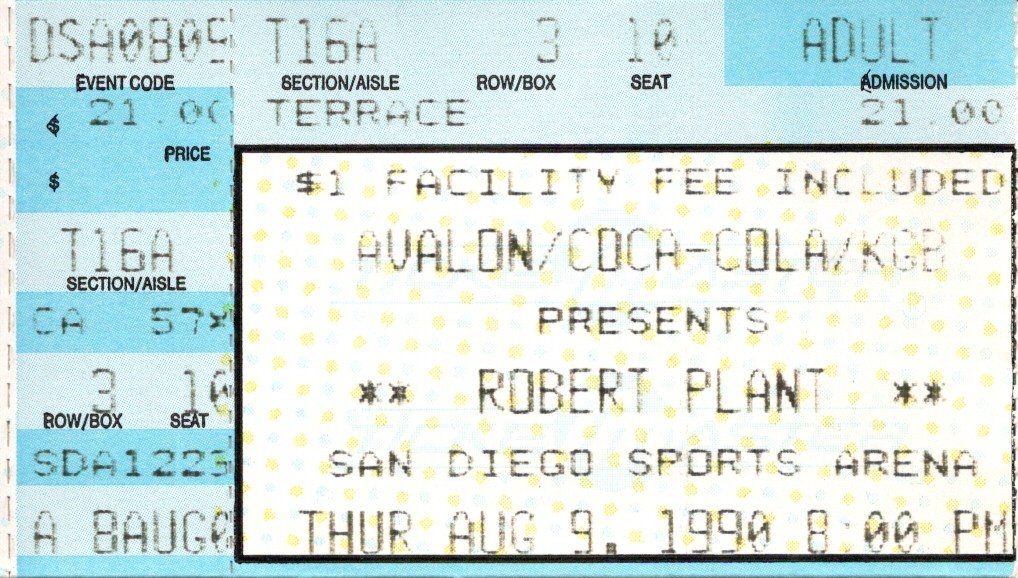 DSA0809 T16A 3 10 ADULT
EVENT CODE SECTION/AISLE ROW/BOX SEAT ADMISSION
$ 21.00 TERRACE 21.00
PRICE
$
$1 FACILITY FEE INCLUDED
T16A AVALON/COCA-COLA/KGB
SECTION/AISLE
CA 57* PRESENTS
3 10 ** ROBERT PLANT **
ROW/BOX SEAT
SDA1223 SAN DIEGO SPORTS ARENA
A 8AUG0 THUR AUG 9, 1990 8:00 PM